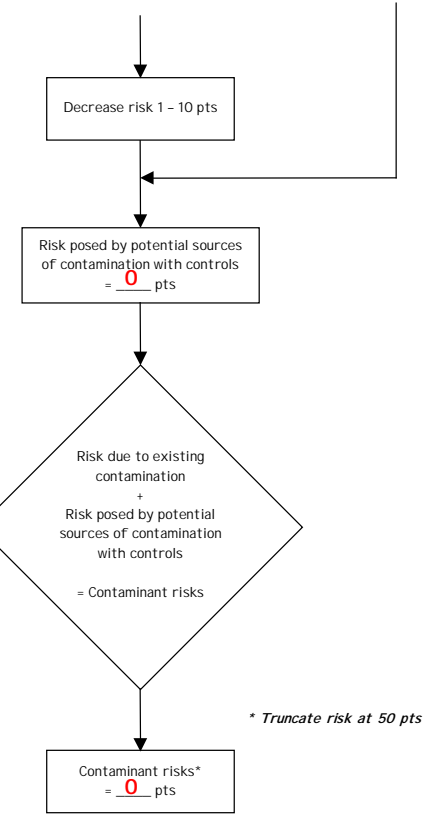 Decrease risk 1 – 10 pts
Risk posed by potential sources
of contamination with controls
= 0 pts
Risk due to existing
contamination
+
Risk posed by potential
sources of contamination
with controls
= Contaminant risks
* Truncate risk at 50 pts
Contaminant risks*
= 0 pts